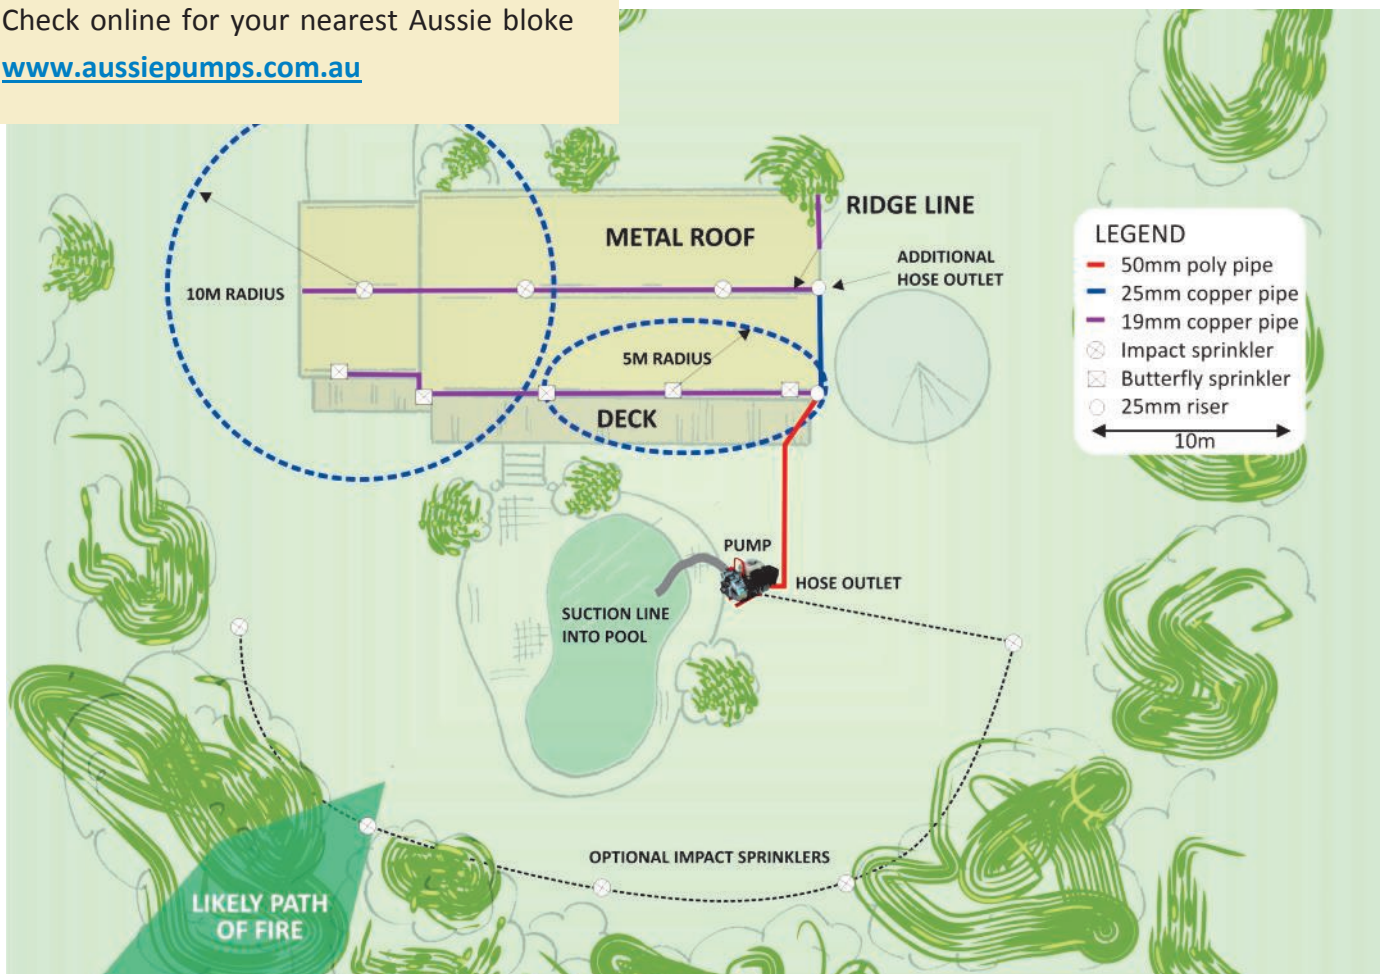 Check online for your nearest Aussie bloke
www.aussiepumps.com.au
RIDGE LINE
METAL ROOF
ADDITIONAL
HOSE OUTLET
10M RADIUS
5M RADIUS
DECK
LEGEND
50mm poly pipe
25mm copper pipe
19mm copper pipe
Impact sprinkler
Butterfly sprinkler
25mm riser
10m
PUMP
HOSE OUTLET
SUCTION LINE
INTO POOL
OPTIONAL IMPACT SPRINKLERS
LIKELY PATH
OF FIRE